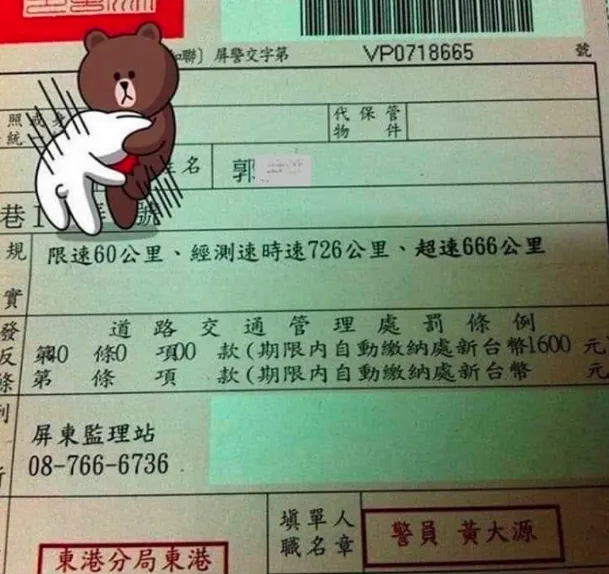 聯〕屏警交字第 VP0718665 號
代保管
物件
名 郭
巷 號
規 限速60公里、經測速時速726公里、超速666公里
實
發 道路交通管理處罰條例
反 第40 條0 項00 款(期限內自動繳納處新台幣1600 元
條 第 條 項 款(期限內自動繳納處新台幣 元
屏東監理站
08-766-6736
填單人
職名章
警員 黃大源
東港分局東港